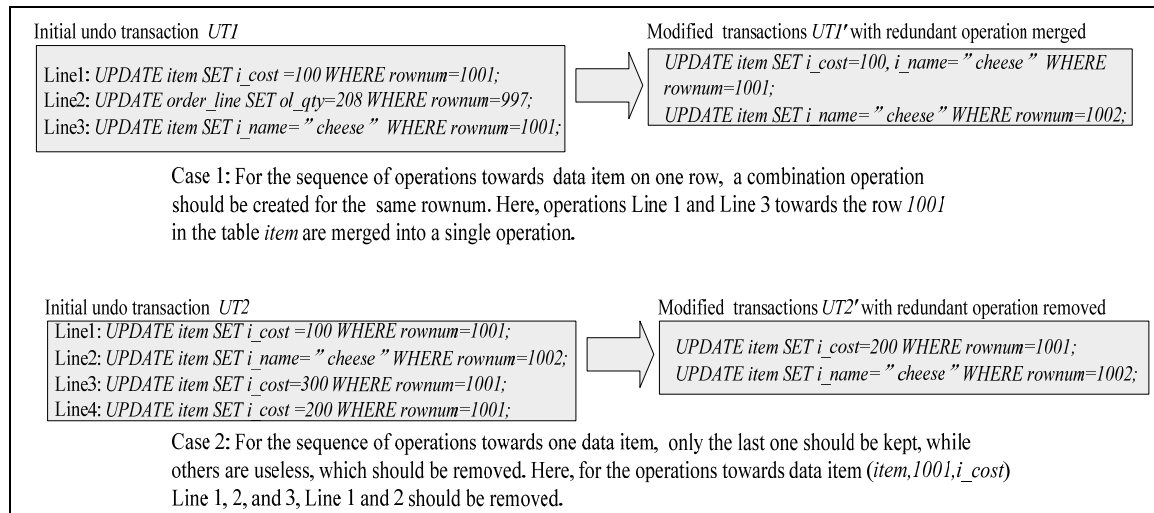 Initial undo transaction UT1
Line1: UPDATE item SET i_cost =100 WHERE rownum=1001;
Line2: UPDATE order_line SET ol_qty=208 WHERE rownum=997;
Line3: UPDATE item SET i_name=”cheese” WHERE rownum=1001;
Modified transactions UT1′ with redundant operation merged
UPDATE item SET i_cost=100, i_name=”cheese” WHERE
rownum=1001;
UPDATE item SET i_name=”cheese” WHERE rownum=1002;
Case 1: For the sequence of operations towards data item on one row, a combination operation
should be created for the same rownum. Here, operations Line 1 and Line 3 towards the row 1001
in the table item are merged into a single operation.
Initial undo transaction UT2
Line1: UPDATE item SET i_cost =100 WHERE rownum=1001;
Line2: UPDATE item SET i_name=”cheese” WHERE rownum=1002;
Line3: UPDATE item SET i_cost=300 WHERE rownum=1001;
Line4: UPDATE item SET i_cost =200 WHERE rownum=1001;
Modified transactions UT2′ with redundant operation removed
UPDATE item SET i_cost=200 WHERE rownum=1001;
UPDATE item SET i_name=”cheese” WHERE rownum=1002;
Case 2: For the sequence of operations towards one data item, only the last one should be kept, while
others are useless, which should be removed. Here, for the operations towards data item (item,1001,i_cost)
Line 1, 2, and 3, Line 1 and 2 should be removed.